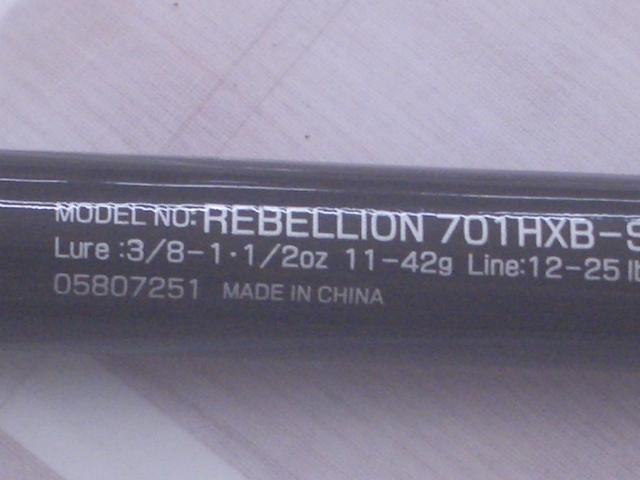 MODEL NO: REBELLION 701HXB-S
Lure :3/8-1・1/2oz 11-42g Line:12-25 lb
05807251 MADE IN CHINA